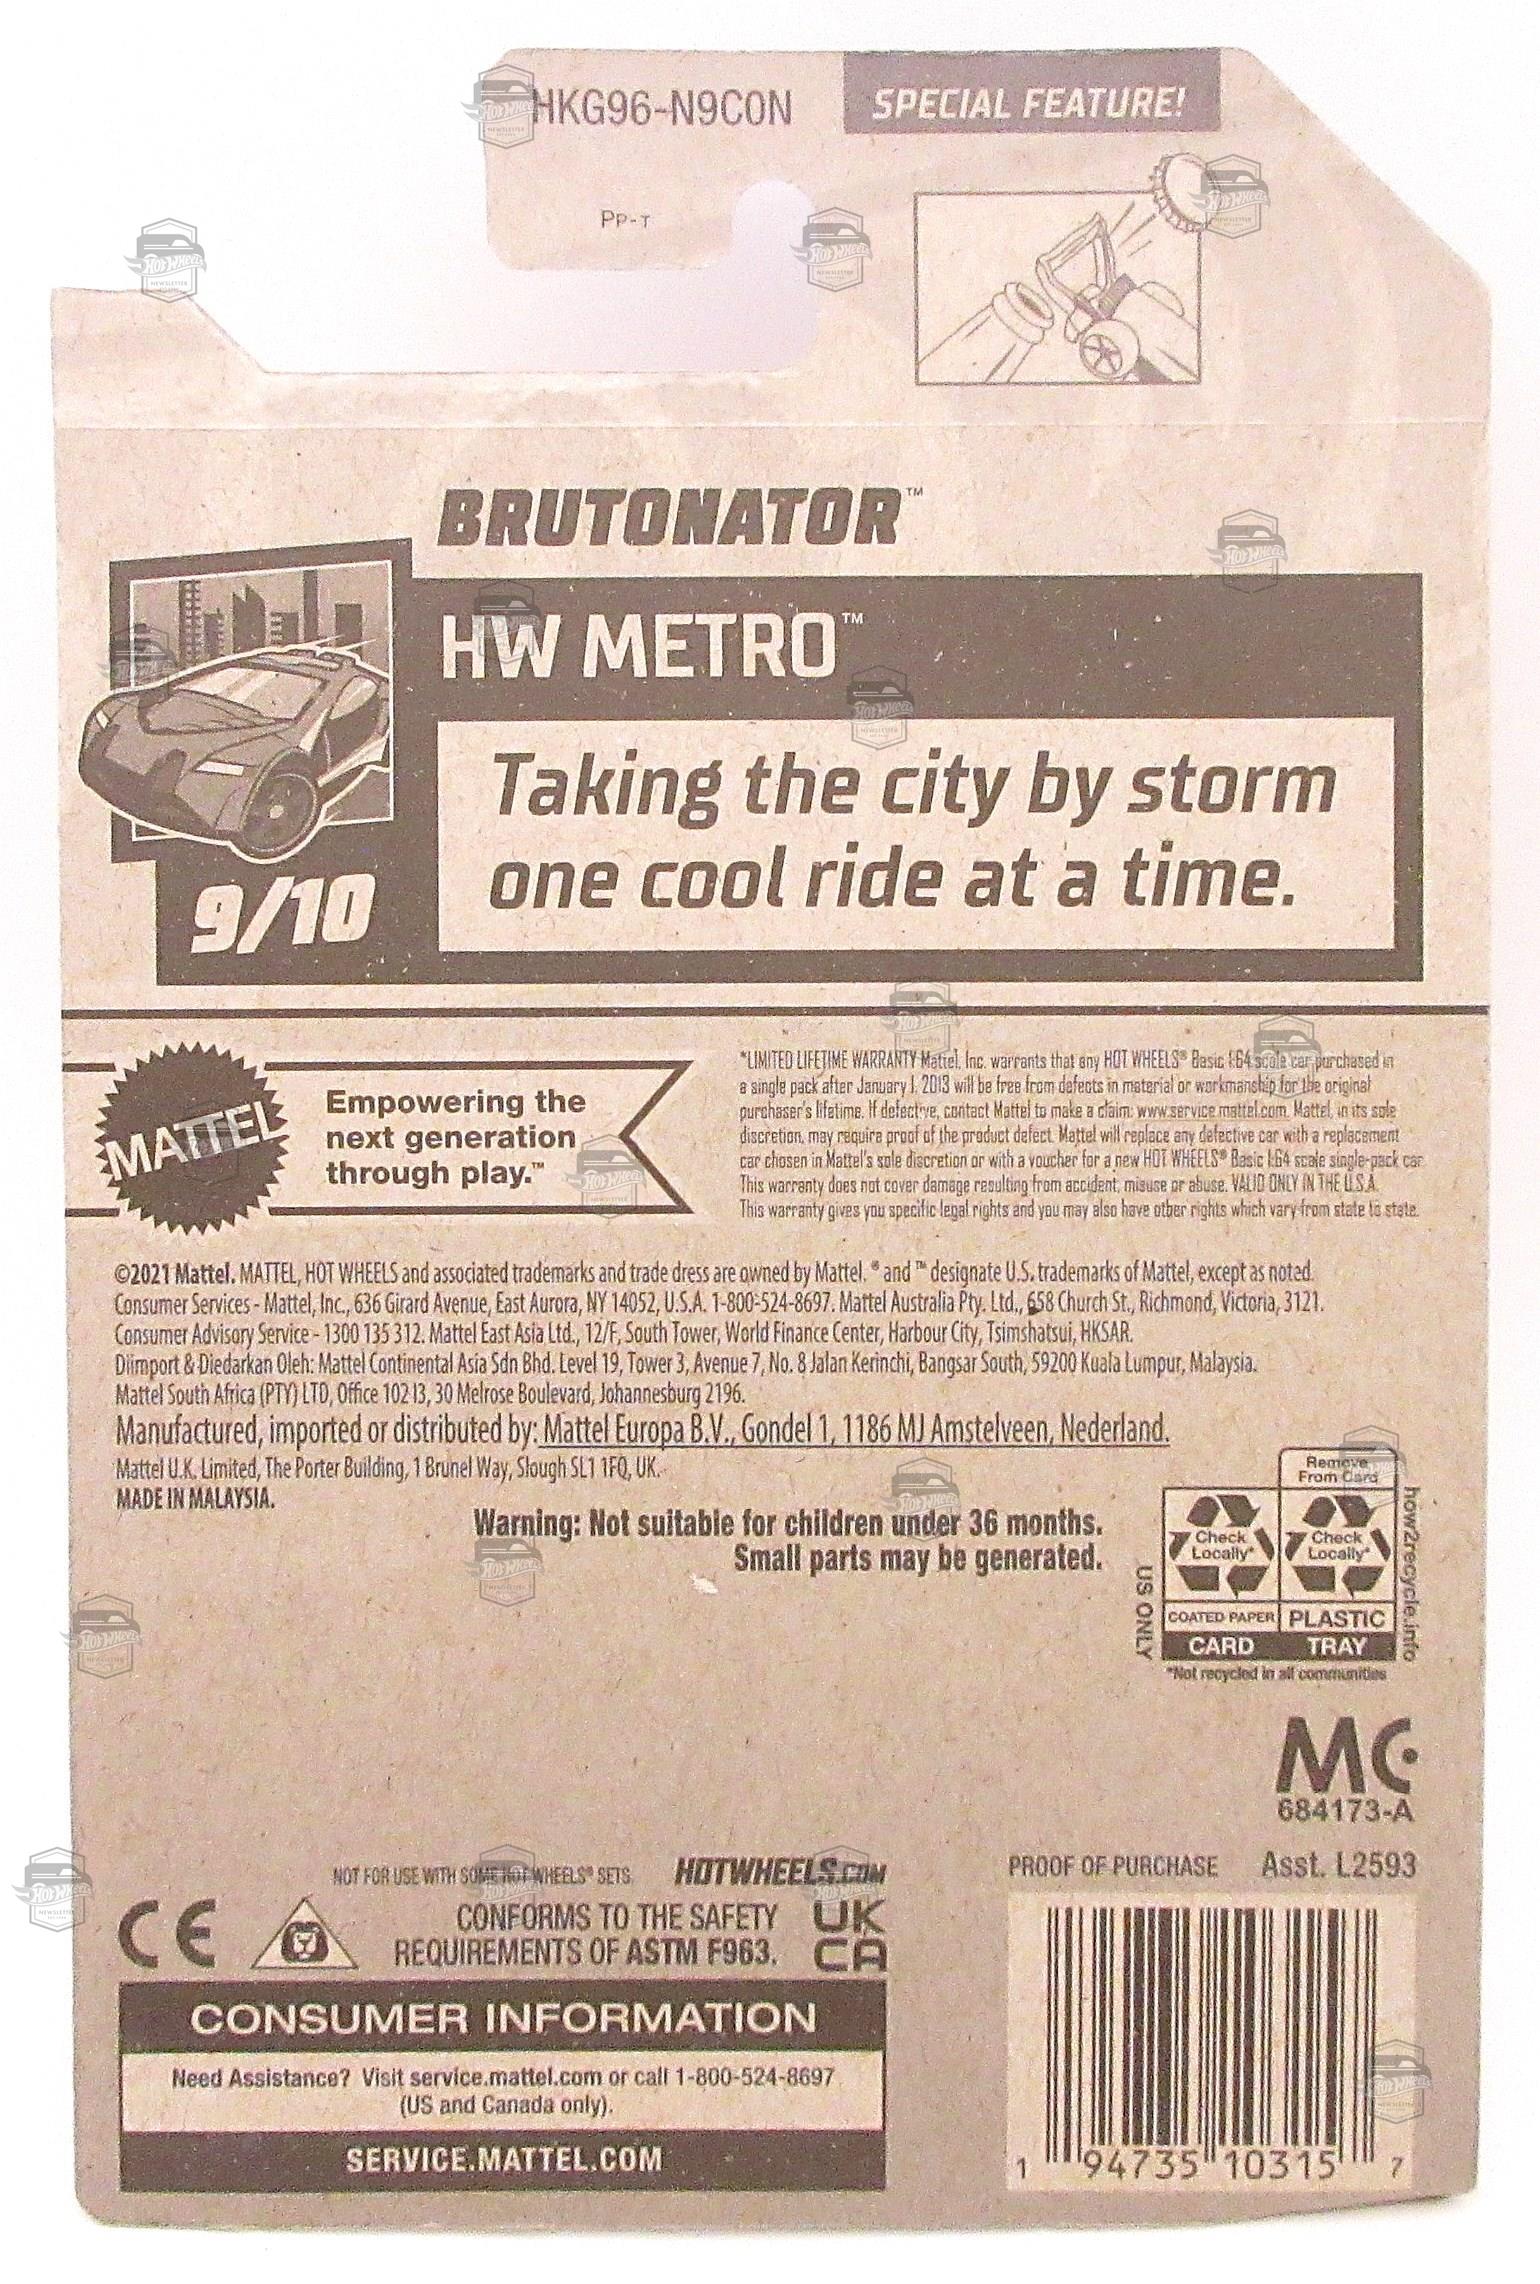 HKG96-N9C0N
SPECIAL FEATURE!
PP-T
BRUTONATOR™
HW METRO™
Taking the city by storm
one cool ride at a time.
9/10
MATTEL
Empowering the
next generation
through play.™
*LIMITED LIFETIME WARRANTY Mattel, Inc. warrants that any HOT WHEELS® Basic 1:64 scale car purchased in
a single pack after January 1, 2013 will be free from defects in material or workmanship for the original
purchaser's lifetime. If defective, contact Mattel to make a claim: www.service.mattel.com. Mattel, in its sole
discretion, may require proof of the product defect. Mattel will replace any defective car with a replacement
car chosen in Mattel's sole discretion or with a voucher for a new HOT WHEELS® Basic 1:64 scale single-pack car.
This warranty does not cover damage resulting from accident, misuse or abuse. VALID ONLY IN THE U.S.A.
This warranty gives you specific legal rights and you may also have other rights which vary from state to state.
©2021 Mattel. MATTEL, HOT WHEELS and associated trademarks and trade dress are owned by Mattel. ® and ™ designate U.S. trademarks of Mattel, except as noted.
Consumer Services - Mattel, Inc., 636 Girard Avenue, East Aurora, NY 14052, U.S.A. 1-800-524-8697. Mattel Australia Pty. Ltd., 658 Church St., Richmond, Victoria, 3121.
Consumer Advisory Service - 1300 135 312. Mattel East Asia Ltd., 12/F, South Tower, World Finance Center, Harbour City, Tsimshatsui, HKSAR.
Diimport & Diedarkan Oleh: Mattel Continental Asia Sdn Bhd. Level 19, Tower 3, Avenue 7, No. 8 Jalan Kerinchi, Bangsar South, 59200 Kuala Lumpur, Malaysia.
Mattel South Africa (PTY) LTD, Office 102 I3, 30 Melrose Boulevard, Johannesburg 2196.
Manufactured, imported or distributed by: Mattel Europa B.V., Gondel 1, 1186 MJ Amstelveen, Nederland.
Mattel U.K. Limited, The Porter Building, 1 Brunel Way, Slough SL1 1FQ, UK.
MADE IN MALAYSIA.
Warning: Not suitable for children under 36 months.
Small parts may be generated.
Remove
From Card
Check
Locally*
Check
Locally*
COATED PAPER
PLASTIC
CARD
TRAY
US ONLY
how2recycle.info
*Not recycled in all communities
MC
684173-A
NOT FOR USE WITH SOME HOT WHEELS® SETS.
HOTWHEELS.COM
PROOF OF PURCHASE
Asst. L2593
CE
CONFORMS TO THE SAFETY
REQUIREMENTS OF ASTM F963.
UK
CA
CONSUMER INFORMATION
Need Assistance? Visit service.mattel.com or call 1-800-524-8697
(US and Canada only).
SERVICE.MATTEL.COM
1 94735 10315 7